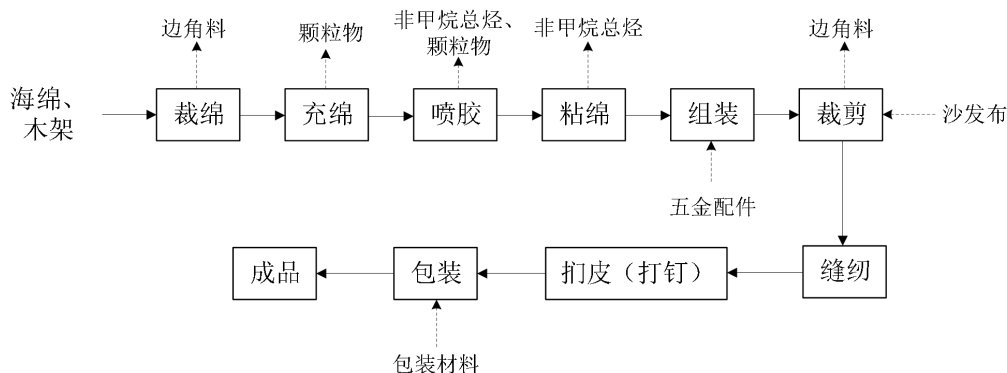 边角料
颗粒物
非甲烷总烃、
颗粒物
非甲烷总烃
边角料
海绵、
木架
裁绵
充绵
喷胶
粘绵
组装
裁剪
沙发布
五金配件
成品
包装
扪皮（打钉）
缝纫
包装材料